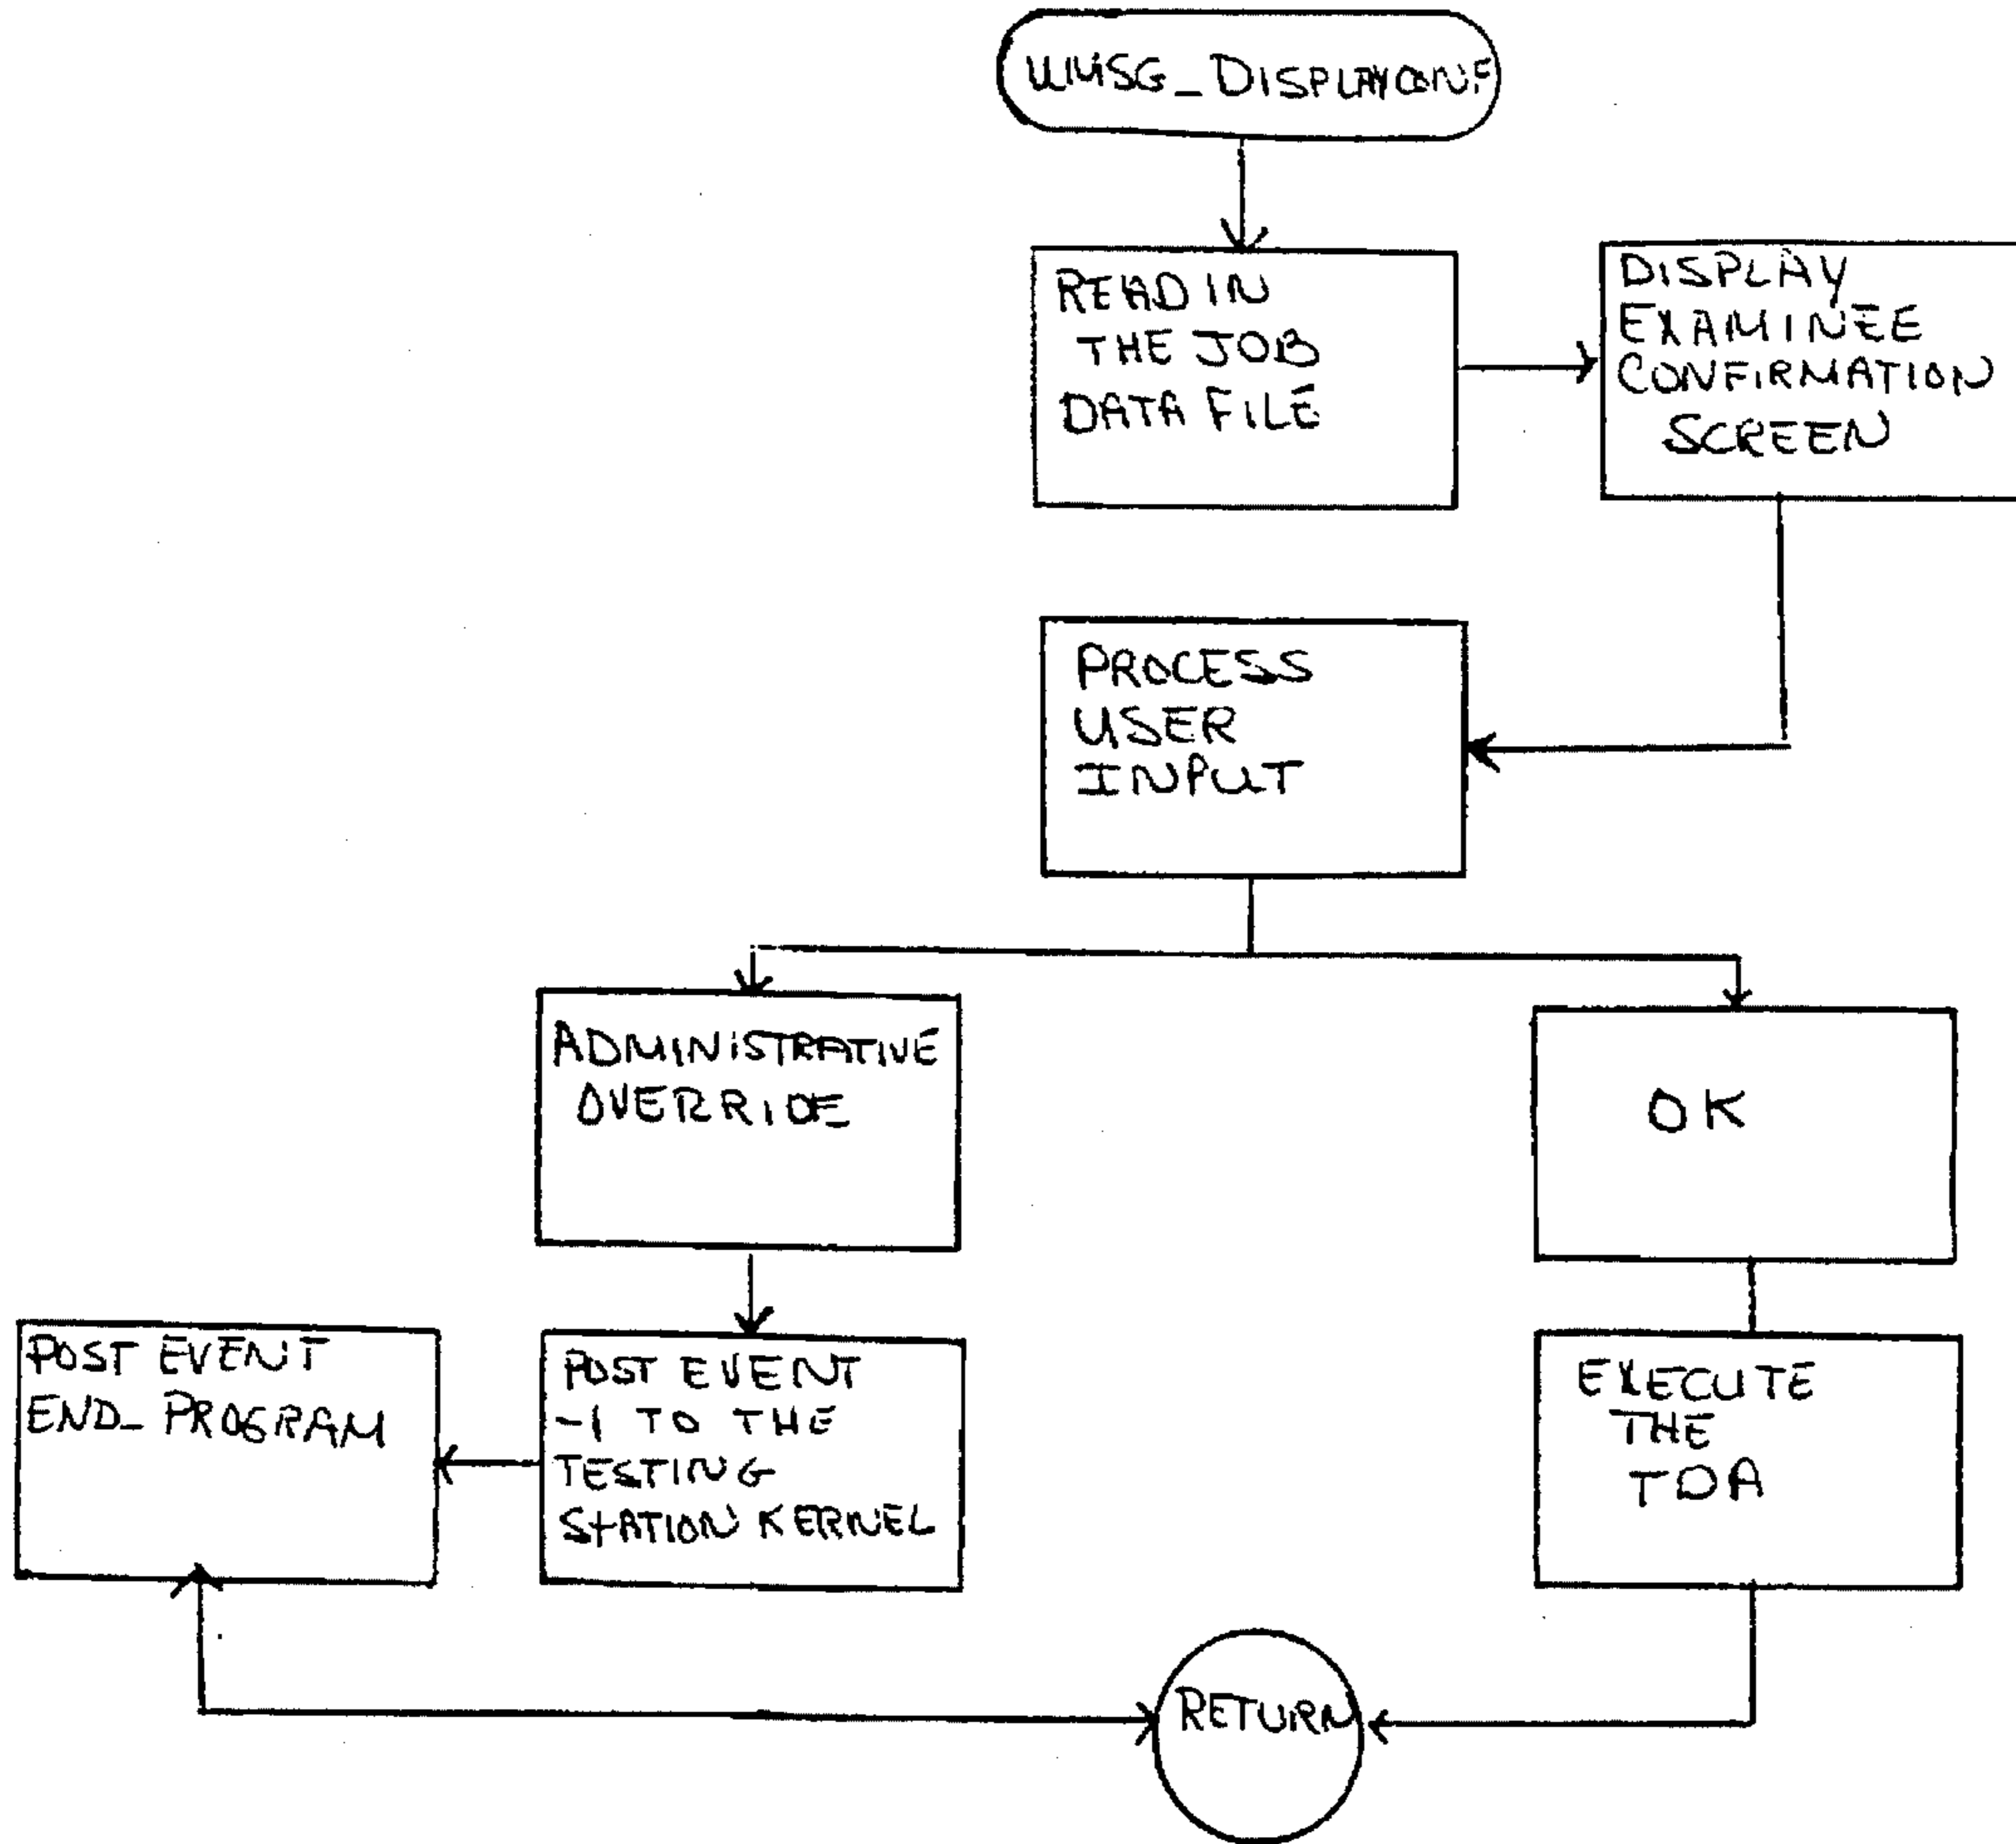 WMSG_DISPLAYCONF
READ IN
THE JOB
DATA FILE
DISPLAY
EXAMINEE
CONFIRMATION
SCREEN
PROCESS
USER
INPUT
ADMINISTRATIVE
OVERRIDE
OK
POST EVENT
END_PROGRAM
POST EVENT
-1 TO THE
TESTING
STATION KERNEL
EXECUTE
THE
TDA
RETURN